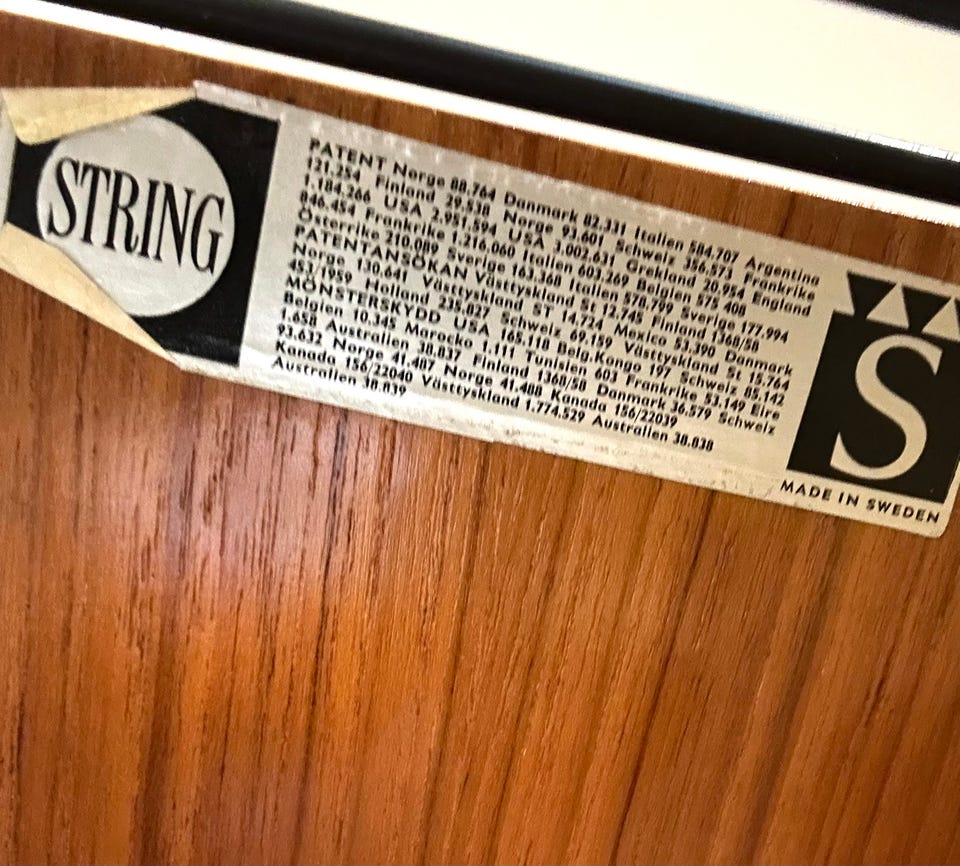 STRING
PATENT Norge 88.764 Danmark 82.331 Italien 584.707 Argentina
121.254 Finland 29.538 Norge 93.601 Schweiz 356.573 Frankrike
1.184.266 USA 2.951.594 USA 3.002.631 Grekland 20.954 England
846.454 Frankrike 1.216.060 Italien 603.269 Belgien 575 408
Österrike 210.089 Sverige 163.368 Italien 578.799 Sverige 177.994
PATENTANSÖKAN Västtyskland St 12.745 Finland 1368/58
Norge 130.641 Västtyskland ST 14.724 Mexico 53.390 Danmark
453/1959 Holland 235.827 Schweiz 69.159 Västtyskland St 15.764
MÖNSTERSKYDD USA 165.118 Belg.Kongo 197 Schweiz 85.142
Belgien 10.345 Marocko 1.111 Tunisien 603 Frankrike 53.149 Eire
1.658 Australien 38.837 Finland 1368/58 Danmark 36.579 Schweiz
93.632 Norge 41.487 Norge 41.488 Kanada 156/22039
Kanada 156/22040 Västtyskland 1.774.529 Australien 38.838
Australien 38.839
S
MADE IN SWEDEN